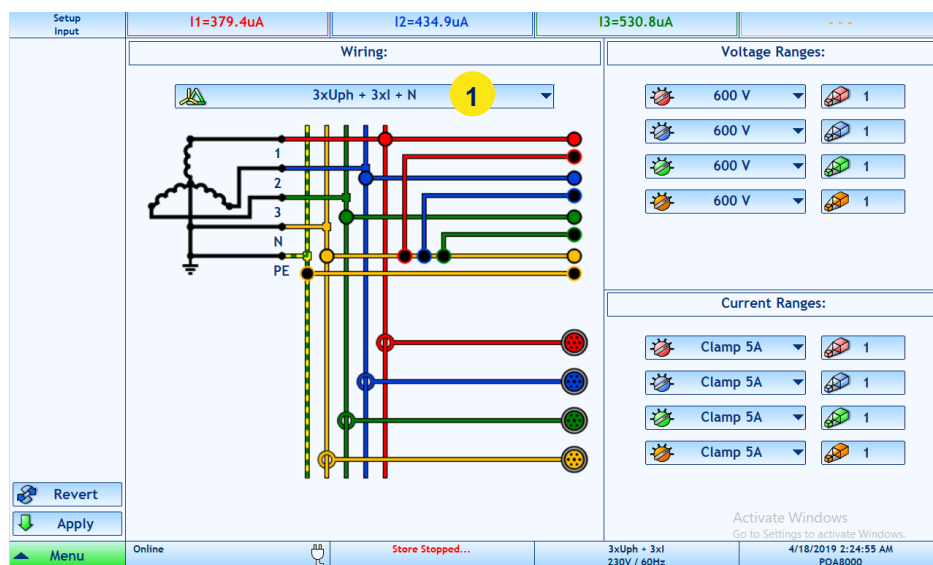 Setup
Input
I1=379.4uA
I2=434.9uA
I3=530.8uA
---
Wiring:
3xUph + 3xI + N
1
1
2
3
N
PE
Voltage Ranges:
600 V 1
600 V 1
600 V 1
600 V 1
Current Ranges:
Clamp 5A 1
Clamp 5A 1
Clamp 5A 1
Clamp 5A 1
Revert
Apply
Activate Windows
Go to Settings to activate Windows.
Menu
Online
Store Stopped...
3xUph + 3xI
230V / 60Hz
4/18/2019 2:24:55 AM
PQA8000